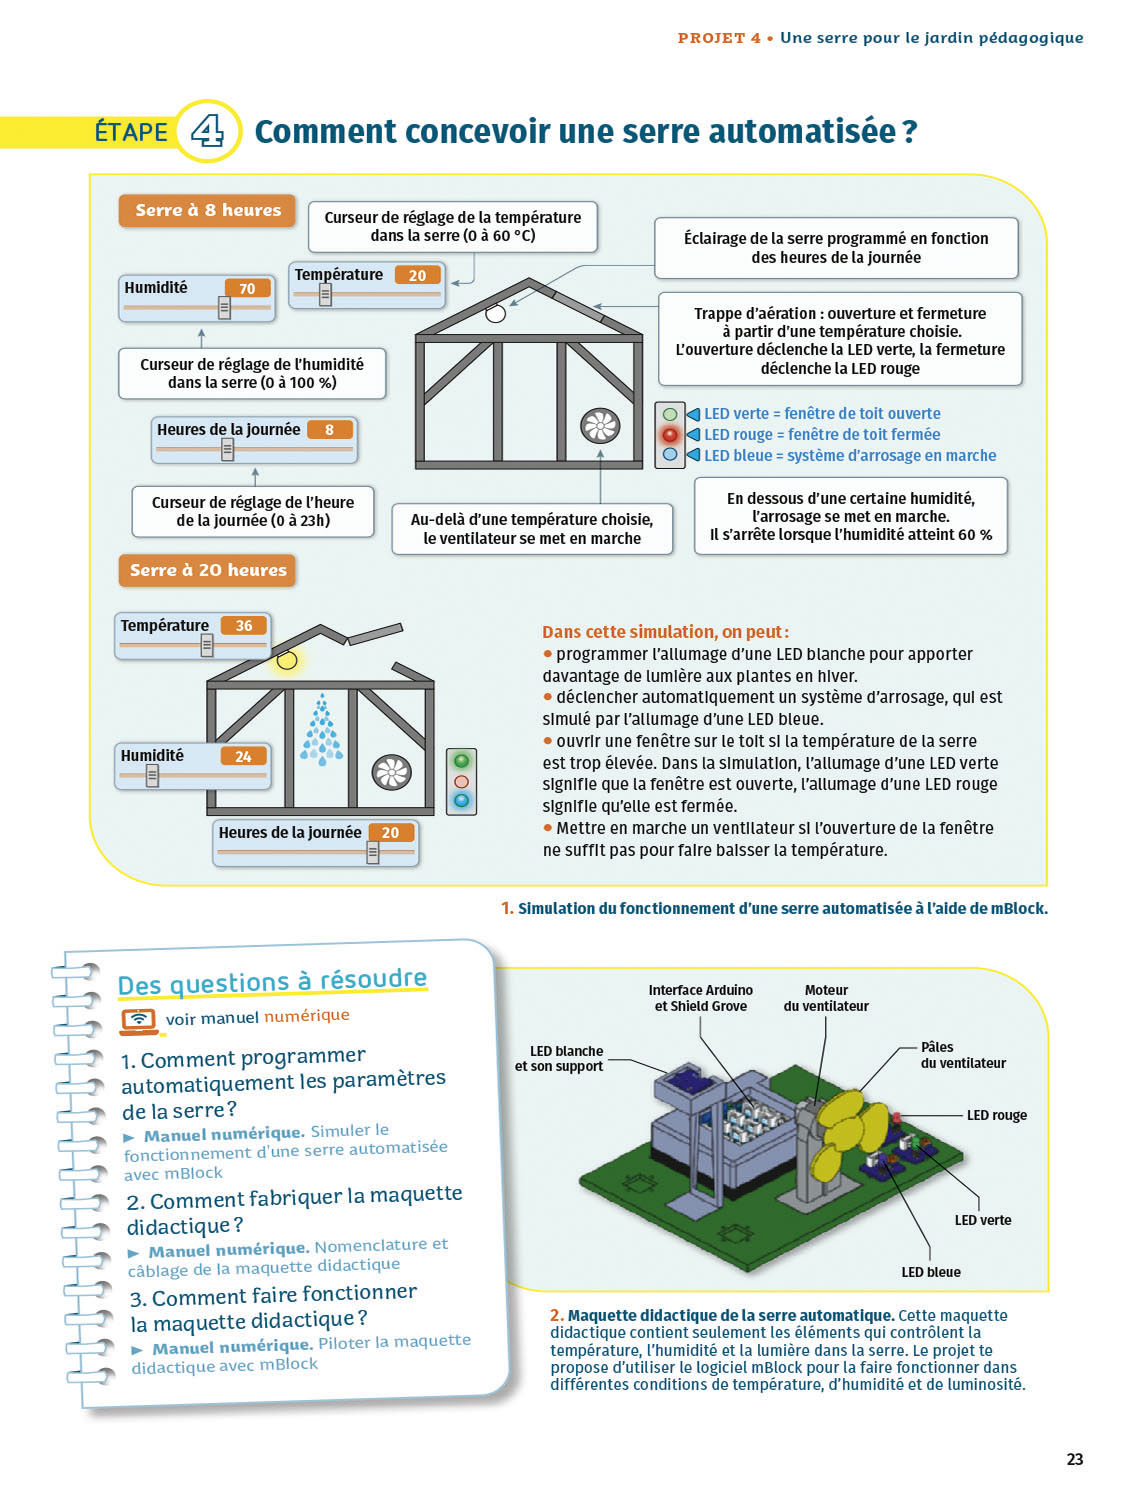 PROJET 4 • Une serre pour le jardin pédagogique
ÉTAPE 4 Comment concevoir une serre automatisée ?
Serre à 8 heures
Curseur de réglage de la température
dans la serre (0 à 60 °C)
Éclairage de la serre programmé en fonction
des heures de la journée
Humidité 70
Température 20
Trappe d'aération : ouverture et fermeture
à partir d'une température choisie.
L'ouverture déclenche la LED verte, la fermeture
déclenche la LED rouge
Curseur de réglage de l'humidité
dans la serre (0 à 100 %)
Heures de la journée 8
LED verte = fenêtre de toit ouverte
LED rouge = fenêtre de toit fermée
LED bleue = système d'arrosage en marche
Curseur de réglage de l'heure
de la journée (0 à 23h)
Au-delà d'une température choisie,
le ventilateur se met en marche
En dessous d'une certaine humidité,
l'arrosage se met en marche.
Il s'arrête lorsque l'humidité atteint 60 %
Serre à 20 heures
Température 36
Humidité 24
Heures de la journée 20
Dans cette simulation, on peut :
• programmer l'allumage d'une LED blanche pour apporter
davantage de lumière aux plantes en hiver.
• déclencher automatiquement un système d'arrosage, qui est
simulé par l'allumage d'une LED bleue.
• ouvrir une fenêtre sur le toit si la température de la serre
est trop élevée. Dans la simulation, l'allumage d'une LED verte
signifie que la fenêtre est ouverte, l'allumage d'une LED rouge
signifie qu'elle est fermée.
• Mettre en marche un ventilateur si l'ouverture de la fenêtre
ne suffit pas pour faire baisser la température.
1. Simulation du fonctionnement d'une serre automatisée à l'aide de mBlock.
Des questions à résoudre
voir manuel numérique
1. Comment programmer
automatiquement les paramètres
de la serre ?
► Manuel numérique. Simuler le
fonctionnement d'une serre automatisée
avec mBlock
2. Comment fabriquer la maquette
didactique ?
► Manuel numérique. Nomenclature et
câblage de la maquette didactique
3. Comment faire fonctionner
la maquette didactique ?
► Manuel numérique. Piloter la maquette
didactique avec mBlock
Interface Arduino
et Shield Grove
Moteur
du ventilateur
LED blanche
et son support
Pâles
du ventilateur
LED rouge
LED verte
LED bleue
2. Maquette didactique de la serre automatique. Cette maquette
didactique contient seulement les éléments qui contrôlent la
température, l'humidité et la lumière dans la serre. Le projet te
propose d'utiliser le logiciel mBlock pour la faire fonctionner dans
différentes conditions de température, d'humidité et de luminosité.
23